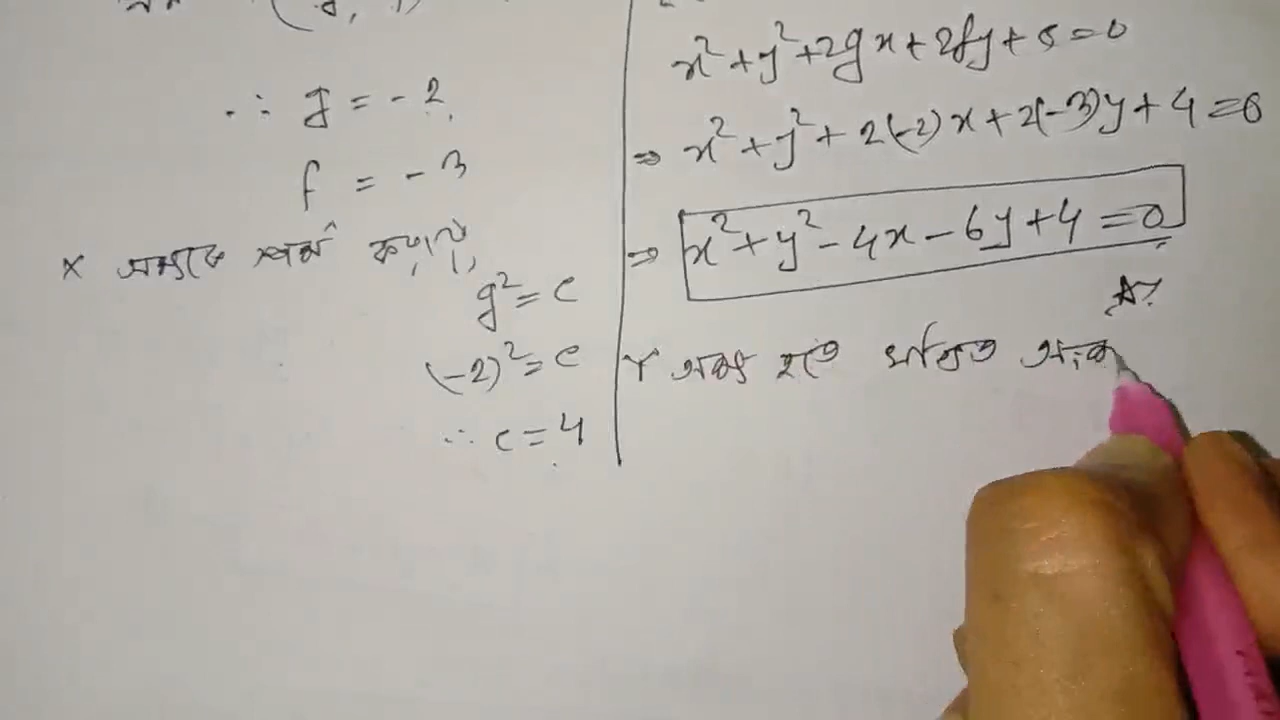 ∴ g = -2
f = -3
x অক্ষকে স্পর্শ করায়,
g² = c
(-2)² = c
∴ c = 4
x² + y² + 2gx + 2fy + c = 0
⇒ x² + y² + 2(-2)x + 2(-3)y + 4 = 0
⇒ x² + y² - 4x - 6y + 4 = 0
Y অক্ষ হতে খন্ডিত